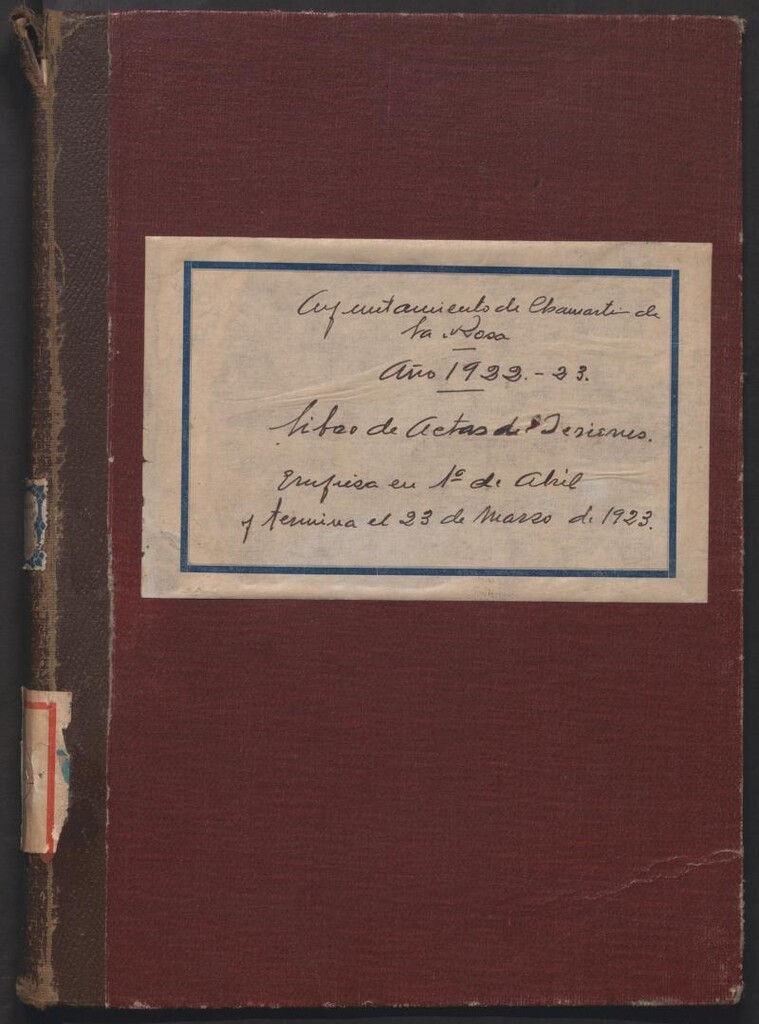 Ayuntamiento de Chamartin de
la Rosa
Año 1922.-23.
Libro de Actas de Sesiones.
Empieza en 1º de Abril
y termina el 23 de Marzo de 1923.